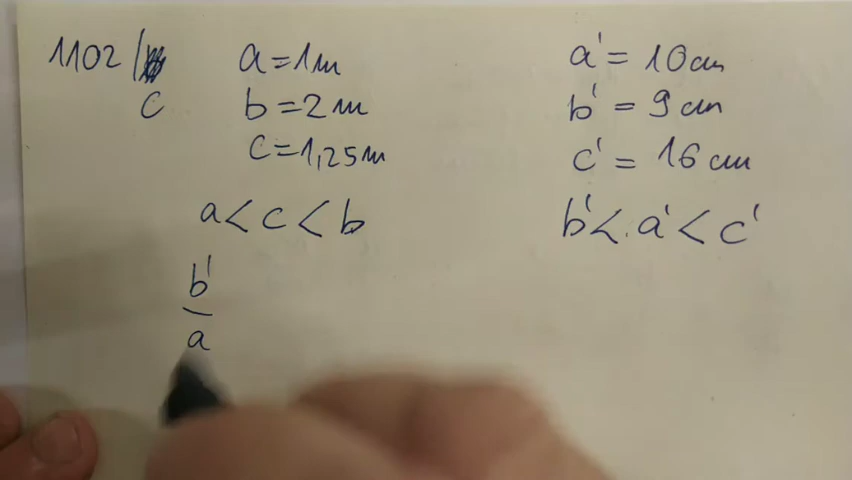 1102 / a = 1m a' = 10cm
c b = 2m b' = 9cm
c = 1,25m c' = 16cm
a < c < b b' < a' < c'
b'
a